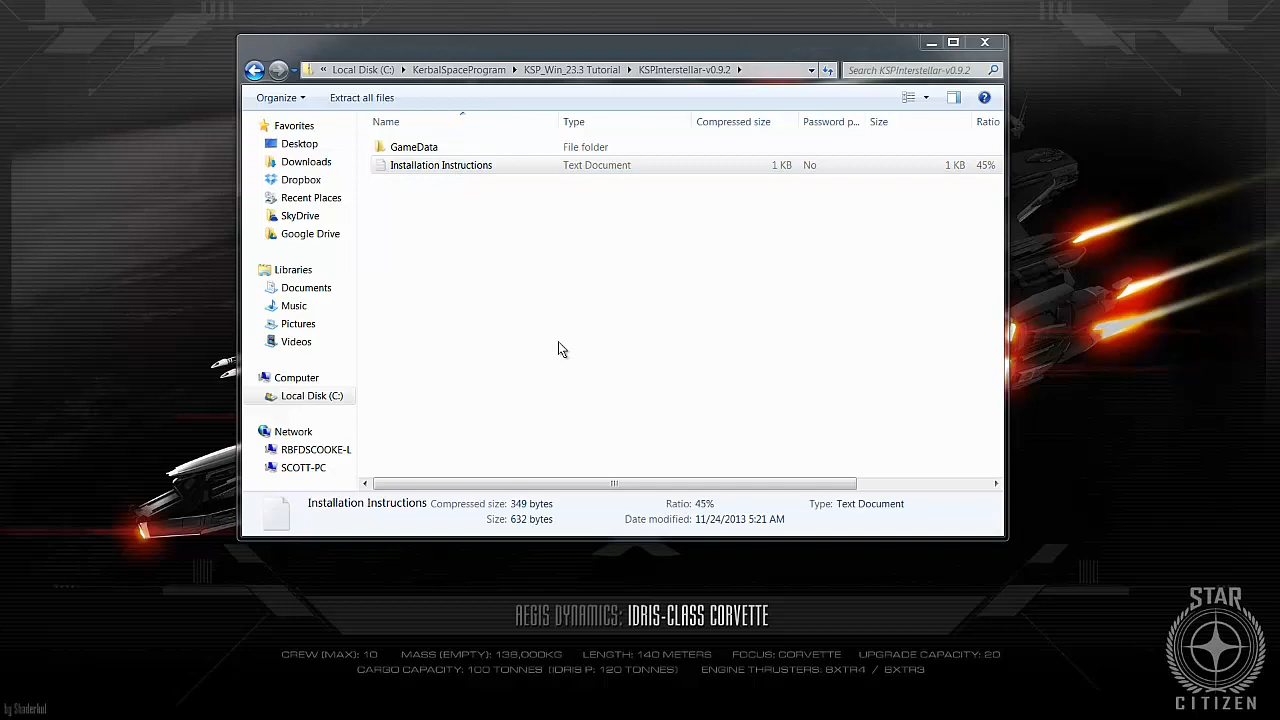 « Local Disk (C:) ▸ KerbalSpaceProgram ▸ KSP_Win_23.3 Tutorial ▸ KSPInterstellar-v0.9.2 ▸
Search KSPInterstellar-v0.9.2
Organize
Extract all files
Name Type Compressed size Password p... Size Ratio
GameData File folder
Installation Instructions Text Document 1 KB No 1 KB 45%
Favorites
Desktop
Downloads
Dropbox
Recent Places
SkyDrive
Google Drive
Libraries
Documents
Music
Pictures
Videos
Computer
Local Disk (C:)
Network
RBFDSCOOKE-L
SCOTT-PC
Installation Instructions Compressed size: 349 bytes Ratio: 45% Type: Text Document
Size: 632 bytes Date modified: 11/24/2013 5:21 AM
AEGIS DYNAMICS: IDRIS-CLASS CORVETTE
CREW (MAX): 10 MASS (EMPTY): 138,000KG LENGTH: 140 METERS FOCUS: CORVETTE UPGRADE CAPACITY: 20
CARGO CAPACITY: 100 TONNES (IDRIS P: 120 TONNES) ENGINE THRUSTERS: 8XTR4 / 8XTR3
STAR
CITIZEN